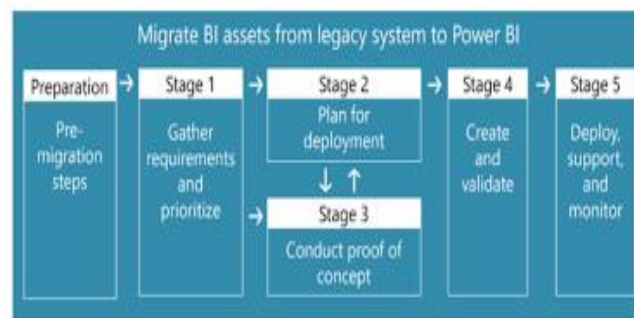 Migrate BI assets from legacy system to Power BI
Preparation
Pre-
migration
steps
Stage 1
Gather
requirements
and
prioritize
Stage 2
Plan for
deployment
Stage 3
Conduct proof of
concept
Stage 4
Create
and
validate
Stage 5
Deploy,
support,
and
monitor